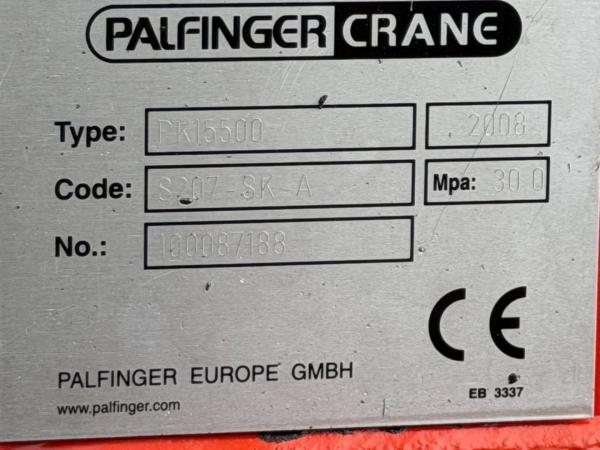 PALFINGER CRANE
Type: PK15500 2008
Code: S207-SK-A Mpa: 30.0
No.: 100087188
CE
PALFINGER EUROPE GMBH
www.palfinger.com
EB 3337